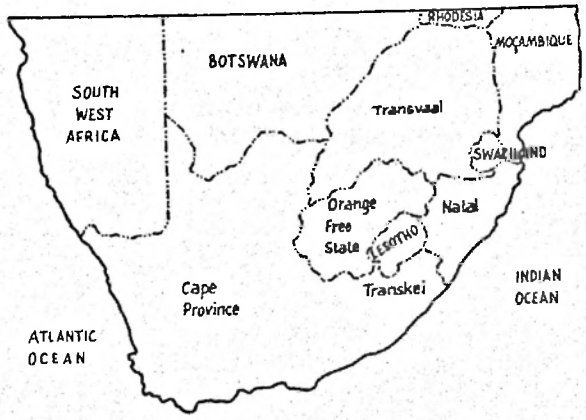 RHODESIA
MOÇAMBIQUE
BOTSWANA
SOUTH
WEST
AFRICA
Transvaal
SWAZILAND
Orange
Free
State
Natal
LESOTHO
Cape
Province
Transkei
INDIAN
OCEAN
ATLANTIC
OCEAN